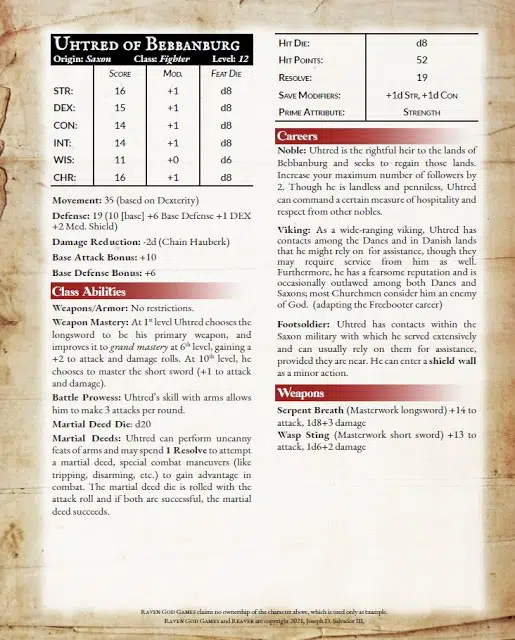 Uhtred of Bebbanburg
Origin: Saxon Class: Fighter Level: 12
Score Mod. Feat Die
STR: 16 +1 d8
DEX: 15 +1 d8
CON: 14 +1 d8
INT: 14 +1 d8
WIS: 11 +0 d6
CHR: 16 +1 d8
Movement: 35 (based on Dexterity)
Defense: 19 (10 [base] +6 Base Defense +1 DEX
+2 Med. Shield)
Damage Reduction: -2d (Chain Hauberk)
Base Attack Bonus: +10
Base Defense Bonus: +6
Class Abilities
Weapons/Armor: No restrictions.
Weapon Mastery: At 1st level Uhtred chooses the
longsword to be his primary weapon, and
improves it to grand mastery at 6th level, gaining a
+2 to attack and damage rolls. At 10th level, he
chooses to master the short sword (+1 to attack
and damage).
Battle Prowess: Uhtred's skill with arms allows
him to make 3 attacks per round.
Martial Deed Die: d20
Martial Deeds: Uhtred can perform uncanny
feats of arms and may spend 1 Resolve to attempt
a martial deed, special combat maneuvers (like
tripping, disarming, etc.) to gain advantage in
combat. The martial deed die is rolled with the
attack roll and if both are successful, the martial
deed succeeds.
Hit Die: d8
Hit Points: 52
Resolve: 19
Save Modifiers: +1d Str, +1d Con
Prime Attribute: Strength
Careers
Noble: Uhtred is the rightful heir to the lands of
Bebbanburg and seeks to regain those lands.
Increase your maximum number of followers by
2. Though he is landless and penniless, Uhtred
can command a certain measure of hospitality and
respect from other nobles.
Viking: As a wide-ranging viking, Uhtred has
contacts among the Danes and in Danish lands
that he might rely on for assistance, though they
may require service from him as well.
Furthermore, he has a fearsome reputation and is
occasionally outlawed among both Danes and
Saxons; most Churchmen consider him an enemy
of God. (adapting the Freebooter career)
Footsoldier: Uhtred has contacts within the
Saxon military with which he served extensively
and can usually rely on them for assistance,
provided they are near. He can enter a shield wall
as a minor action.
Weapons
Serpent Breath (Masterwork longsword) +14 to
attack, 1d8+3 damage
Wasp Sting (Masterwork short sword) +13 to
attack, 1d6+2 damage
Raven God Games claims no ownership of the character above, which is used only as example.
Raven God Games and Reaver are copyright 2021, Joseph D. Salvador III.